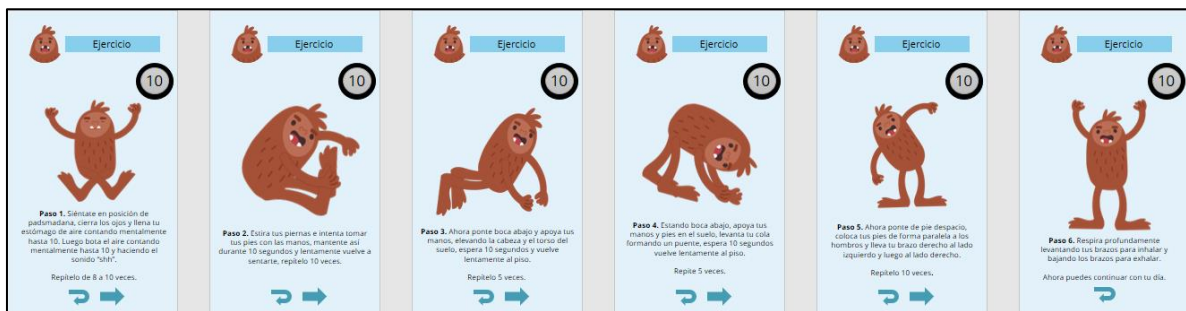 Ejercicio
10
Paso 1. Siéntate en posición de
padsmadana, cierra los ojos y llena tu
estómago de aire contando mentalmente
hasta 10. Luego bota el aire contando
mentalmente hasta 10 y haciendo el
sonido "shh".
Repítelo de 8 a 10 veces.
Ejercicio
10
Paso 2. Estira tus piernas e intenta tomar
tus pies con las manos, mantente así
durante 10 segundos y lentamente vuelve a
sentarte, repítelo 10 veces.
Ejercicio
10
Paso 3. Ahora ponte boca abajo y apoya tus
manos, elevando la cabeza y el torso del
suelo, espera 10 segundos y vuelve
lentamente al piso.
Repítelo 5 veces.
Ejercicio
10
Paso 4. Estando boca abajo, apoya tus
manos y pies en el suelo, levanta tu cola
formando un puente, espera 10 segundos
vuelve lentamente al piso.
Repite 5 veces.
Ejercicio
10
Paso 5. Ahora ponte de pie despacio,
coloca tus pies de forma paralela a los
hombros y lleva tu brazo derecho al lado
izquierdo y luego al lado derecho.
Repítelo 10 veces.
Ejercicio
10
Paso 6. Respira profundamente
levantando tus brazos para inhalar y
bajando los brazos para exhalar.
Ahora puedes continuar con tu día.